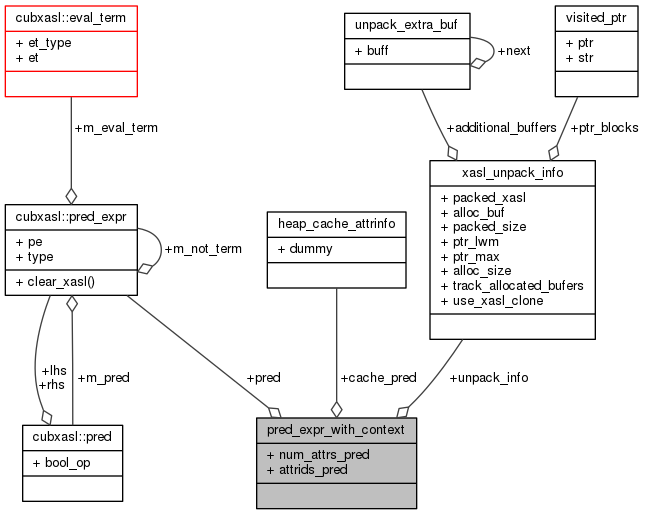 cubxasl::eval_term
+ et_type
+ et
unpack_extra_buf
+ buff
+next
visited_ptr
+ ptr
+ str
+m_eval_term
+additional_buffers
+ptr_blocks
cubxasl::pred_expr
+ pe
+ type
+ clear_xasl()
+m_not_term
heap_cache_attrinfo
+ dummy
xasl_unpack_info
+ packed_xasl
+ alloc_buf
+ packed_size
+ ptr_lwm
+ ptr_max
+ alloc_size
+ track_allocated_bufers
+ use_xasl_clone
+lhs
+rhs
+m_pred
+pred
+cache_pred
+unpack_info
cubxasl::pred
+ bool_op
pred_expr_with_context
+ num_attrs_pred
+ attrids_pred